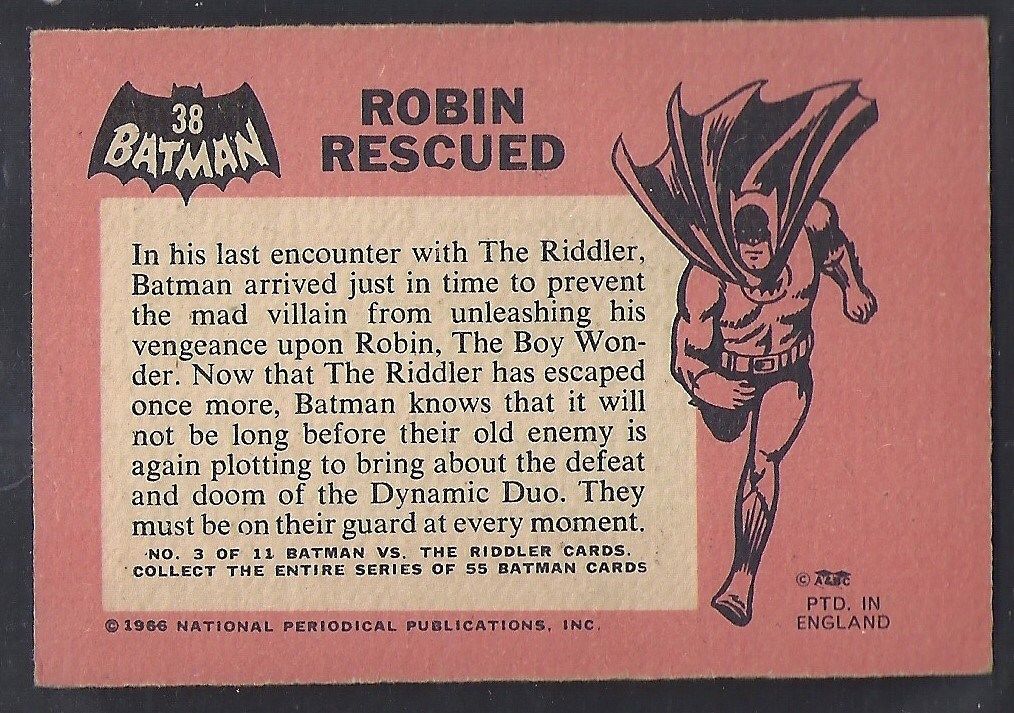 38
BATMAN
ROBIN
RESCUED
In his last encounter with The Riddler,
Batman arrived just in time to prevent
the mad villain from unleashing his
vengeance upon Robin, The Boy Won-
der. Now that The Riddler has escaped
once more, Batman knows that it will
not be long before their old enemy is
again plotting to bring about the defeat
and doom of the Dynamic Duo. They
must be on their guard at every moment.
NO. 3 OF 11 BATMAN VS. THE RIDDLER CARDS.
COLLECT THE ENTIRE SERIES OF 55 BATMAN CARDS
© 1966 NATIONAL PERIODICAL PUBLICATIONS, INC.
© A&BC
PTD. IN
ENGLAND